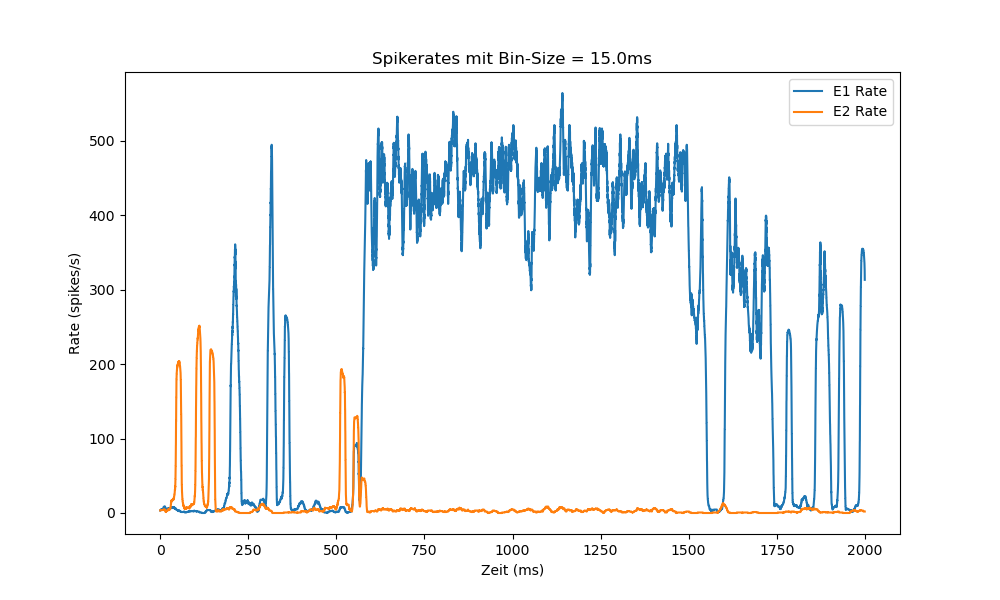 Spikerates mit Bin-Size = 15.0ms
E1 Rate
E2 Rate
Rate (spikes/s)
500
400
300
200
100
0
0 250 500 750 1000 1250 1500 1750 2000
Zeit (ms)